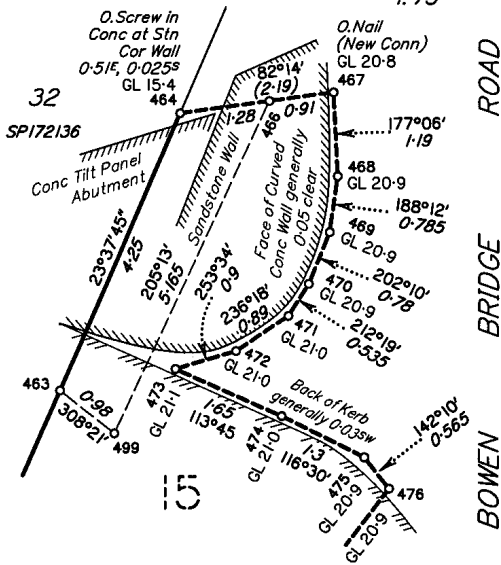 1.75
O.Screw in
Conc at Stn
Cor Wall
0.51E, 0.025S
GL 15.4
464
O.Nail
(New Conn)
GL 20.8
467
82°14'
(2.19)
1.28
466
0.91
32
SP172136
Conc Tilt Panel
Abutment
Sandstone Wall
Face of Curved
Conc Wall generally
0.05 clear
177°06'
1.19
468
GL 20.9
188°12'
0.785
469
GL 20.9
202°10'
0.78
470
GL 20.9
212°19'
0.535
471
GL 21.0
23°37'45"
4.25
205°13'
5.165
253°34'
0.9
236°18'
0.89
472
GL 21.0
473
GL 21.1
463
0.98
308°21'
499
1.65
113°45
474
GL 21.0
Back of Kerb
generally 0.03sw
1.3
116°30'
142°10'
0.565
475
GL 20.9
476
GL 20.9
15
BOWEN BRIDGE ROAD